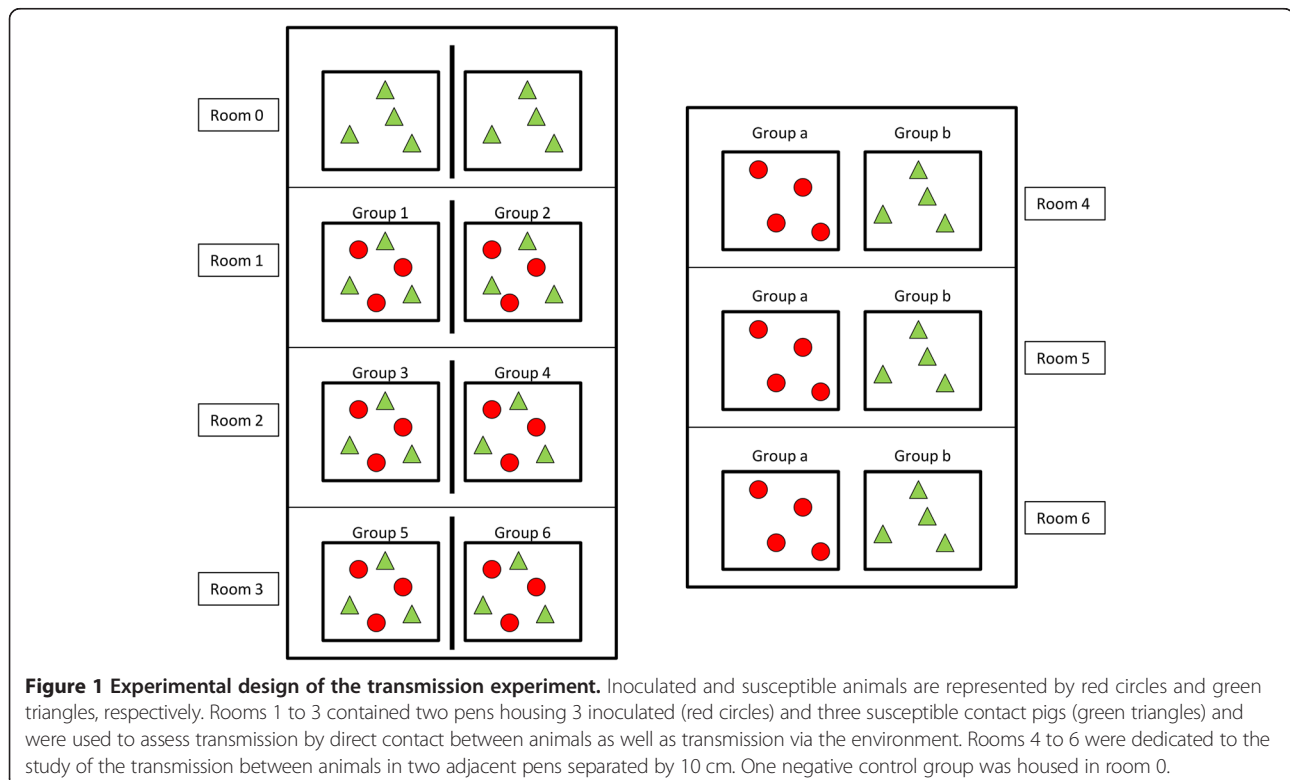 Room 0
Group 1
Group 2
Room 1
Group 3
Group 4
Room 2
Group 5
Group 6
Room 3
Group a
Group b
Room 4
Group a
Group b
Room 5
Group a
Group b
Room 6
Figure 1 Experimental design of the transmission experiment. Inoculated and susceptible animals are represented by red circles and green
triangles, respectively. Rooms 1 to 3 contained two pens housing 3 inoculated (red circles) and three susceptible contact pigs (green triangles) and
were used to assess transmission by direct contact between animals as well as transmission via the environment. Rooms 4 to 6 were dedicated to the
study of the transmission between animals in two adjacent pens separated by 10 cm. One negative control group was housed in room 0.